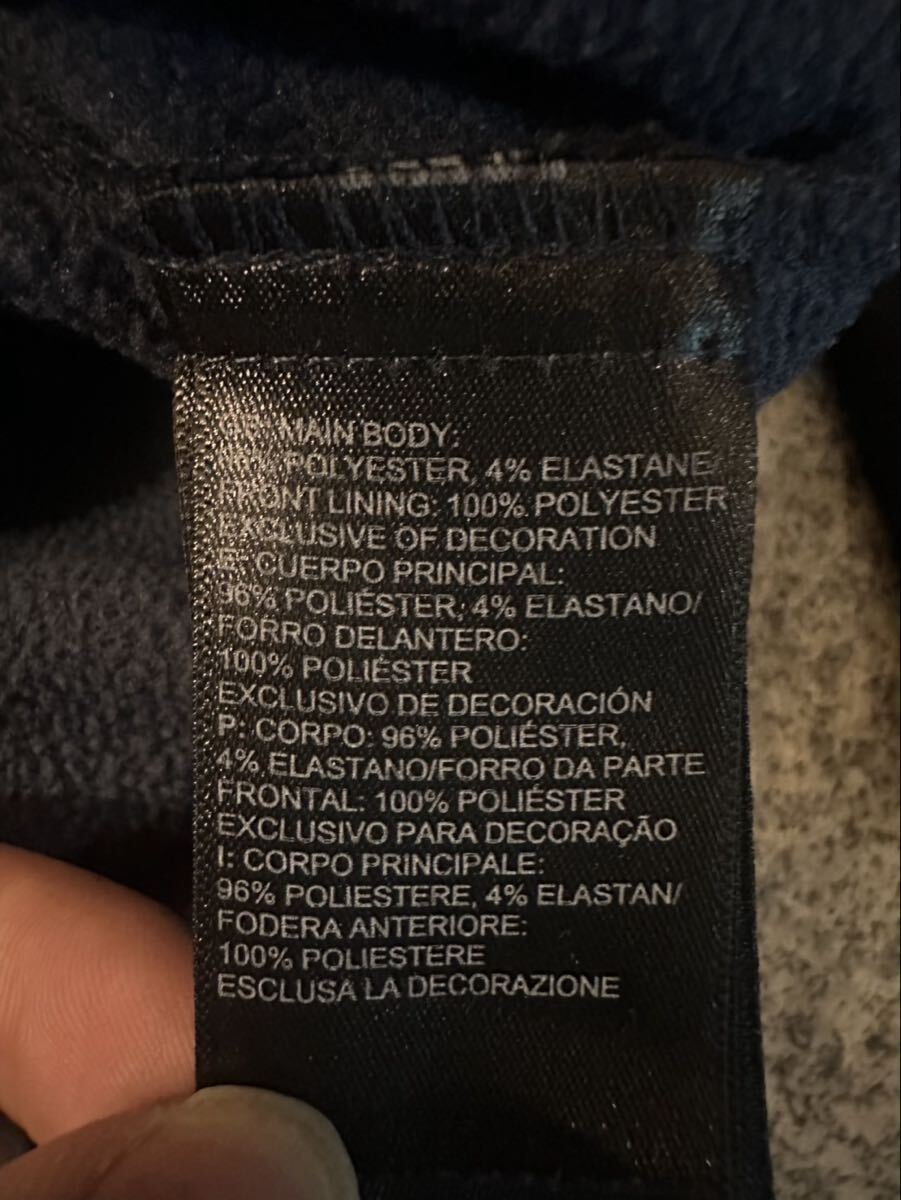 MAIN BODY:
POLYESTER, 4% ELASTANE/
FRONT LINING: 100% POLYESTER
EXCLUSIVE OF DECORATION
E: CUERPO PRINCIPAL:
96% POLIÉSTER, 4% ELASTANO/
FORRO DELANTERO:
100% POLIÉSTER
EXCLUSIVO DE DECORACIÓN
P: CORPO: 96% POLIÉSTER,
4% ELASTANO/FORRO DA PARTE
FRONTAL: 100% POLIÉSTER
EXCLUSIVO PARA DECORAÇÃO
I: CORPO PRINCIPALE:
96% POLIESTERE, 4% ELASTAN/
FODERA ANTERIORE:
100% POLIESTERE
ESCLUSA LA DECORAZIONE